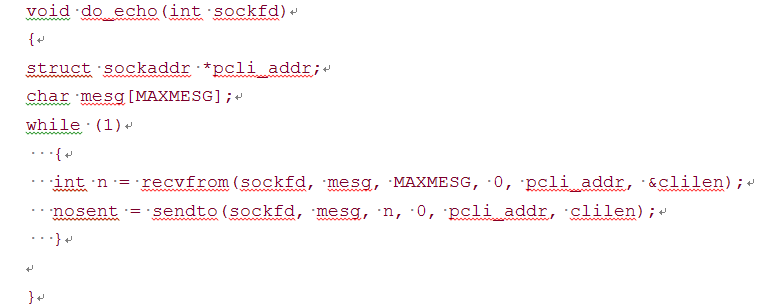 void do_echo(int sockfd)
{
struct sockaddr *pcli_addr;
char mesg[MAXMESG];
while (1)
{
int n = recvfrom(sockfd, mesg, MAXMESG, 0, pcli_addr, &clilen);
nosent = sendto(sockfd, mesg, n, 0, pcli_addr, clilen);
}
}